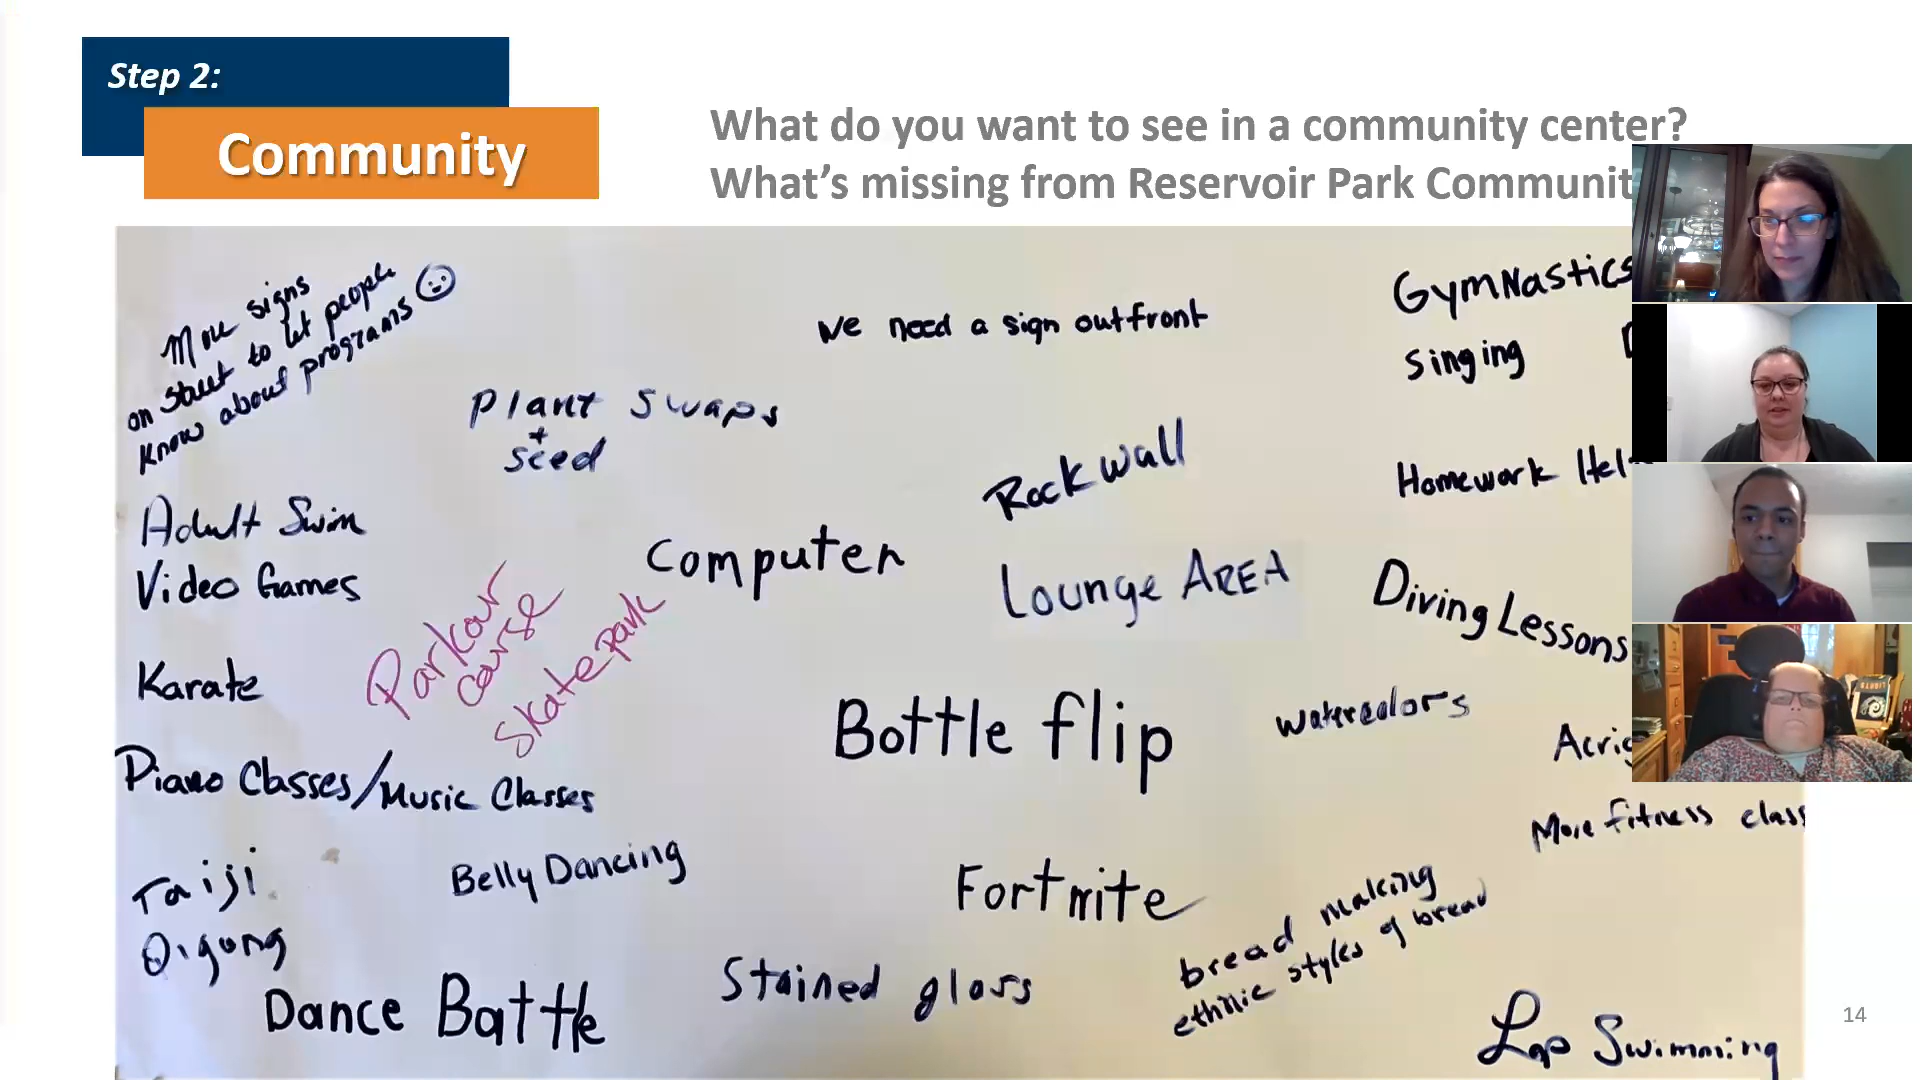 Step 2:
Community
What do you want to see in a community center?
What's missing from Reservoir Park Communit
More signs
on street to let people
know about programs
We need a sign out front
Gymnastics
Singing
Plant swaps
+
seed
Rock wall
Homework Hel
Adult Swim
Video Games
Computer
Lounge AREA
Diving Lessons
Parkour
course
Skatepark
Karate
Bottle flip
watercolors
Piano Classes/Music Classes
More fitness class
Taiji
Belly Dancing
Fortnite
bread making
ethnic styles of bread
Qigong
Stained glass
Dance Battle
Lap Swimming
14